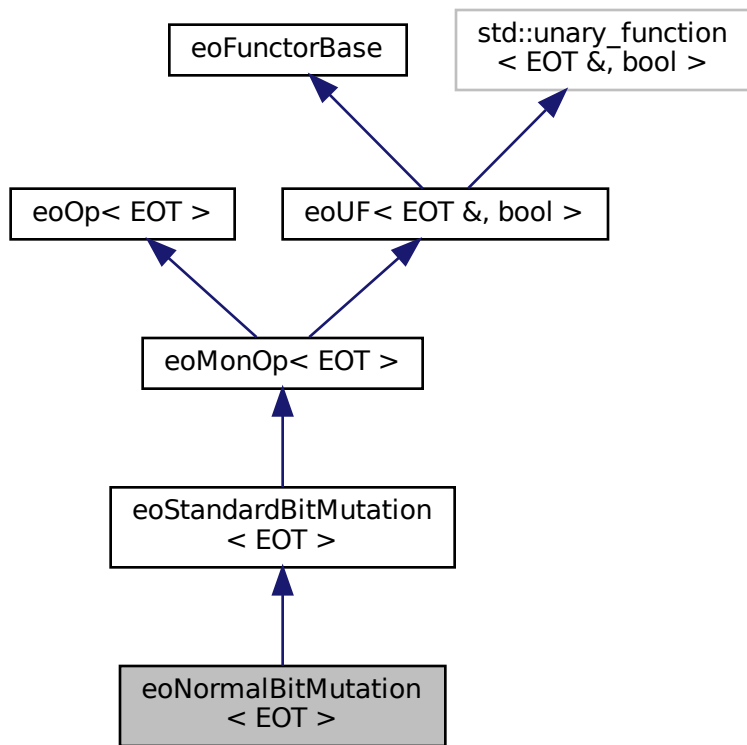 eoFunctorBase
std::unary_function
< EOT &, bool >
eoOp< EOT >
eoUF< EOT &, bool >
eoMonOp< EOT >
eoStandardBitMutation
< EOT >
eoNormalBitMutation
< EOT >